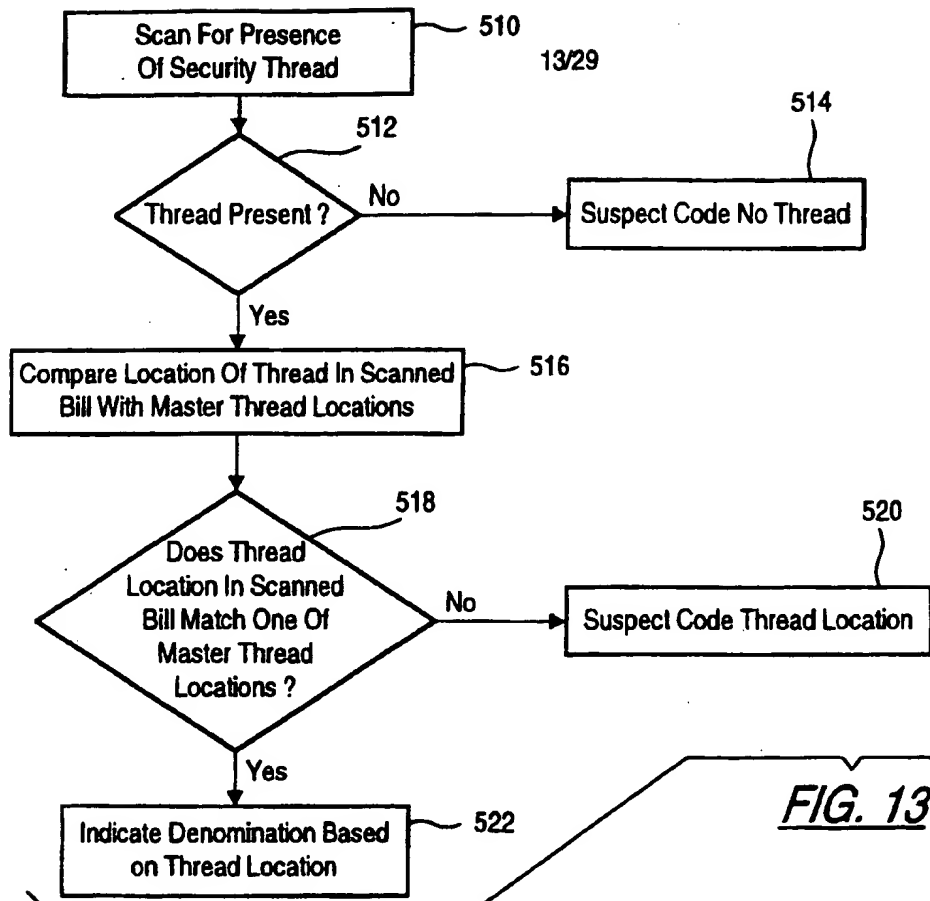 Scan For Presence
Of Security Thread
510
13/29
512
514
Thread Present ?
No
Suspect Code No Thread
Yes
Compare Location Of Thread In Scanned
Bill With Master Thread Locations
516
518
520
Does Thread
Location In Scanned
Bill Match One Of
Master Thread
Locations ?
No
Suspect Code Thread Location
Yes
Indicate Denomination Based
on Thread Location
522
FIG. 13